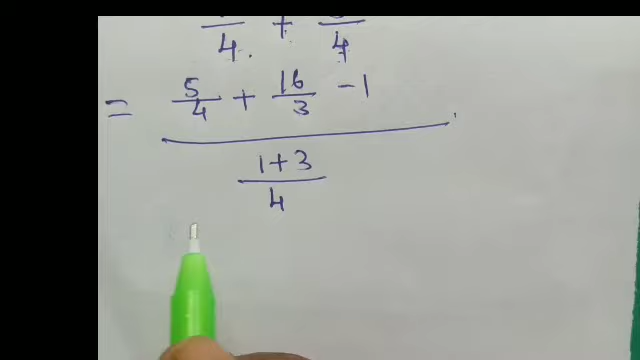 4 + 4
= 5/4 + 16/3 - 1
1+3
4